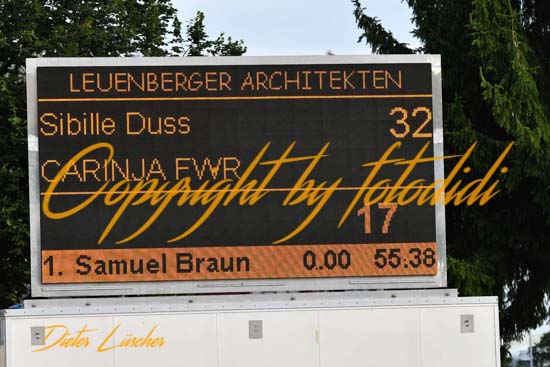 LEUENBERGER ARCHITEKTEN
Sibille Duss 32
CARINJA FWR
Copyright by fotodidi
17
1. Samuel Braun 0.00 55.38
Dieter Lüscher